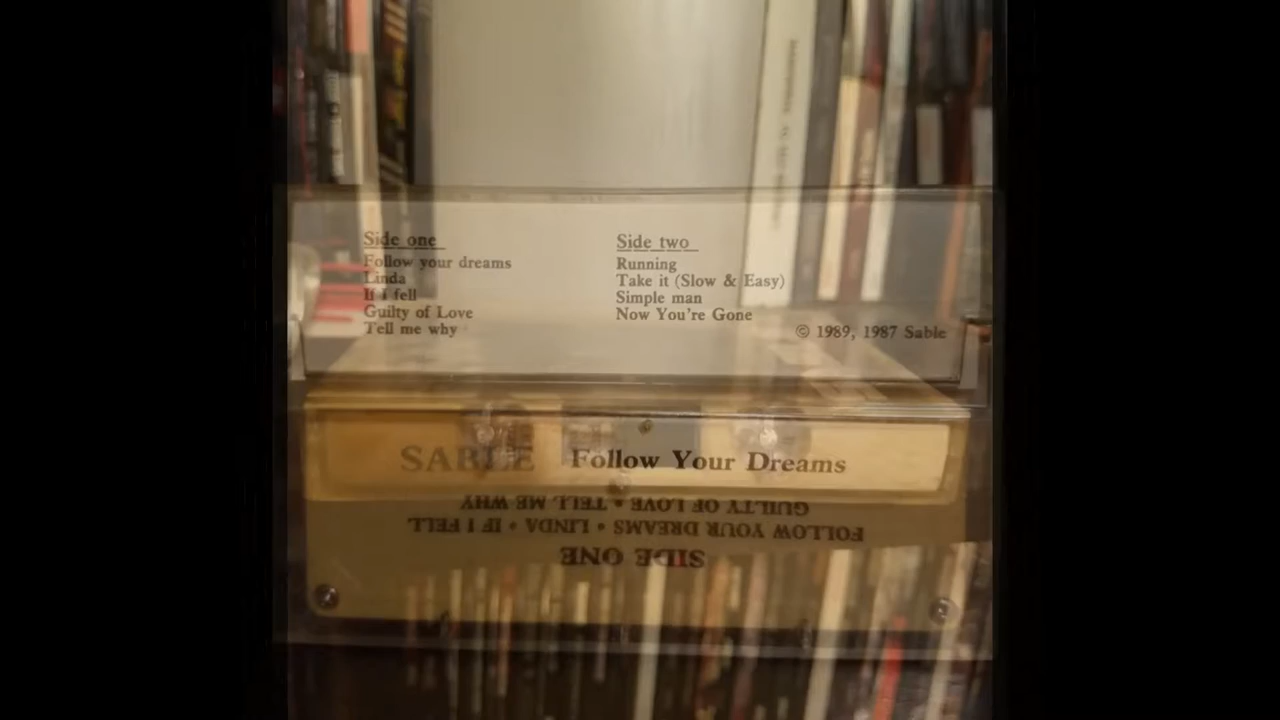 Side one
Follow your dreams
Linda
If I fell
Guilty of Love
Tell me why
Side two
Running
Take it (Slow & Easy)
Simple man
Now You're Gone
© 1989, 1987 Sable
SABLE Follow Your Dreams
SIDE ONE
FOLLOW YOUR DREAMS • LINDA • IF I FELL
GUILTY OF LOVE • TELL ME WHY